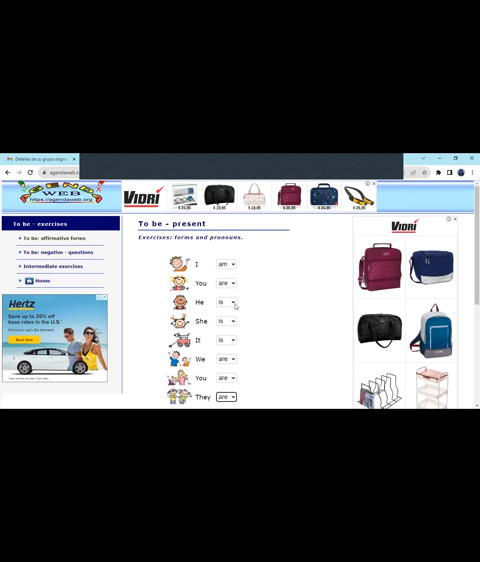 Detalles de su grupo asign
agendaweb.o
AGENDA
WEB
https://agendaweb.org
VIDRI
To be - exercises
To be: affirmative forms
To be: negative - questions
Intermediate exercises
Home
Hertz
Save up to 20% off
base rates in the U.S.
Book Now
To be - present
Exercises: forms and pronouns.
I am
You are
He is
She is
It is
We are
You are
They are
VIDRI